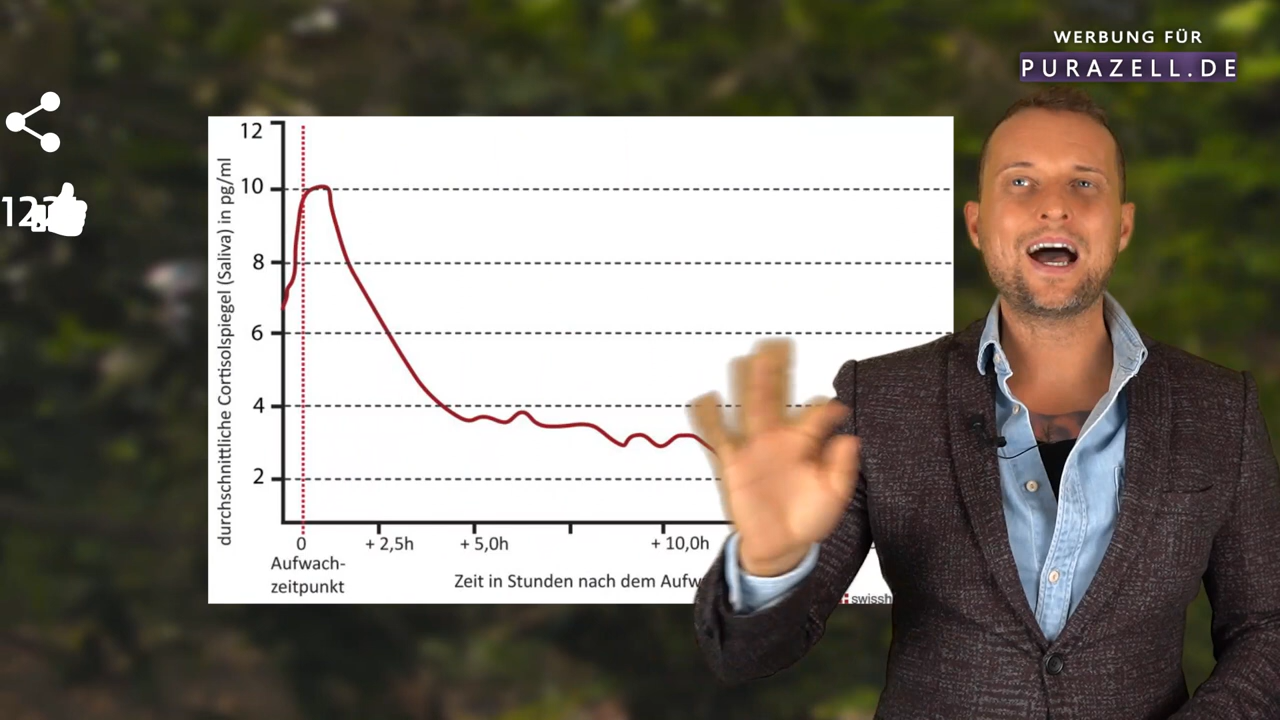 WERBUNG FÜR
PURAZELL.DE
12
10
8
6
4
2
durchschnittliche Cortisolspiegel (Saliva) in pg/ml
0
+ 2,5h
+ 5,0h
+ 10,0h
Aufwach-
zeitpunkt
Zeit in Stunden nach dem